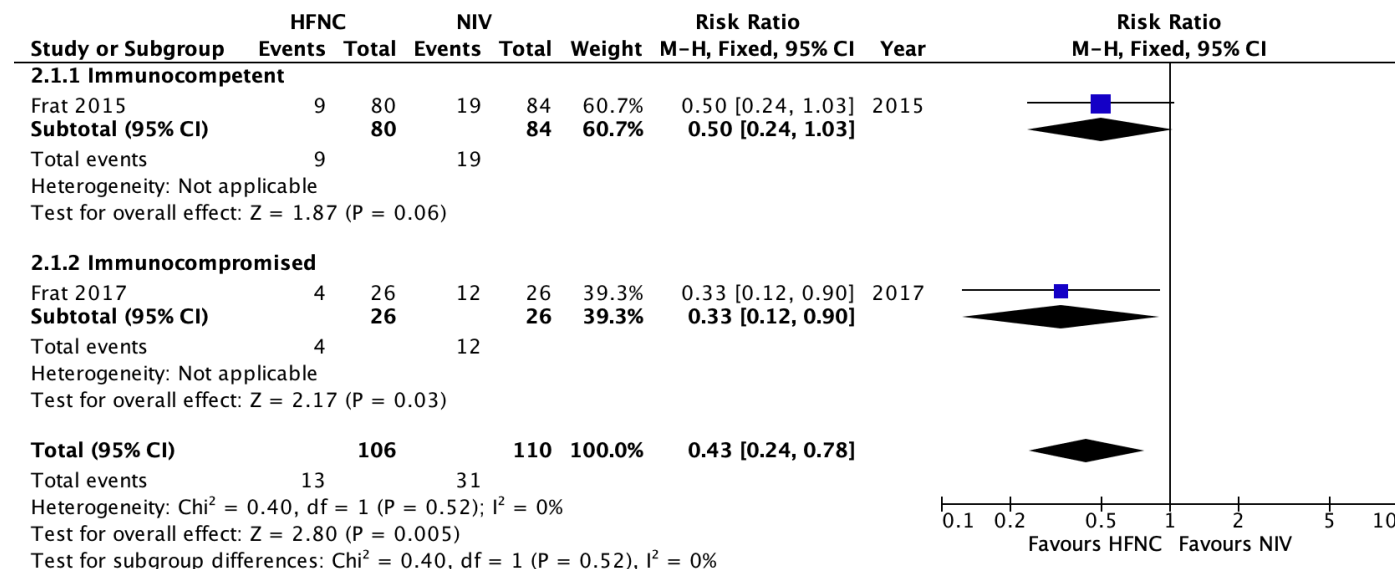 HFNC NIV Risk Ratio Risk Ratio
Study or Subgroup Events Total Events Total Weight M-H, Fixed, 95% CI Year M-H, Fixed, 95% CI
2.1.1 Immunocompetent
Frat 2015 9 80 19 84 60.7% 0.50 [0.24, 1.03] 2015
Subtotal (95% CI) 80 84 60.7% 0.50 [0.24, 1.03]
Total events 9 19
Heterogeneity: Not applicable
Test for overall effect: Z = 1.87 (P = 0.06)
2.1.2 Immunocompromised
Frat 2017 4 26 12 26 39.3% 0.33 [0.12, 0.90] 2017
Subtotal (95% CI) 26 26 39.3% 0.33 [0.12, 0.90]
Total events 4 12
Heterogeneity: Not applicable
Test for overall effect: Z = 2.17 (P = 0.03)
Total (95% CI) 106 110 100.0% 0.43 [0.24, 0.78]
Total events 13 31
Heterogeneity: Chi² = 0.40, df = 1 (P = 0.52); I² = 0%
Test for overall effect: Z = 2.80 (P = 0.005)
Test for subgroup differences: Chi² = 0.40, df = 1 (P = 0.52), I² = 0%
0.1 0.2 0.5 1 2 5 10
Favours HFNC Favours NIV